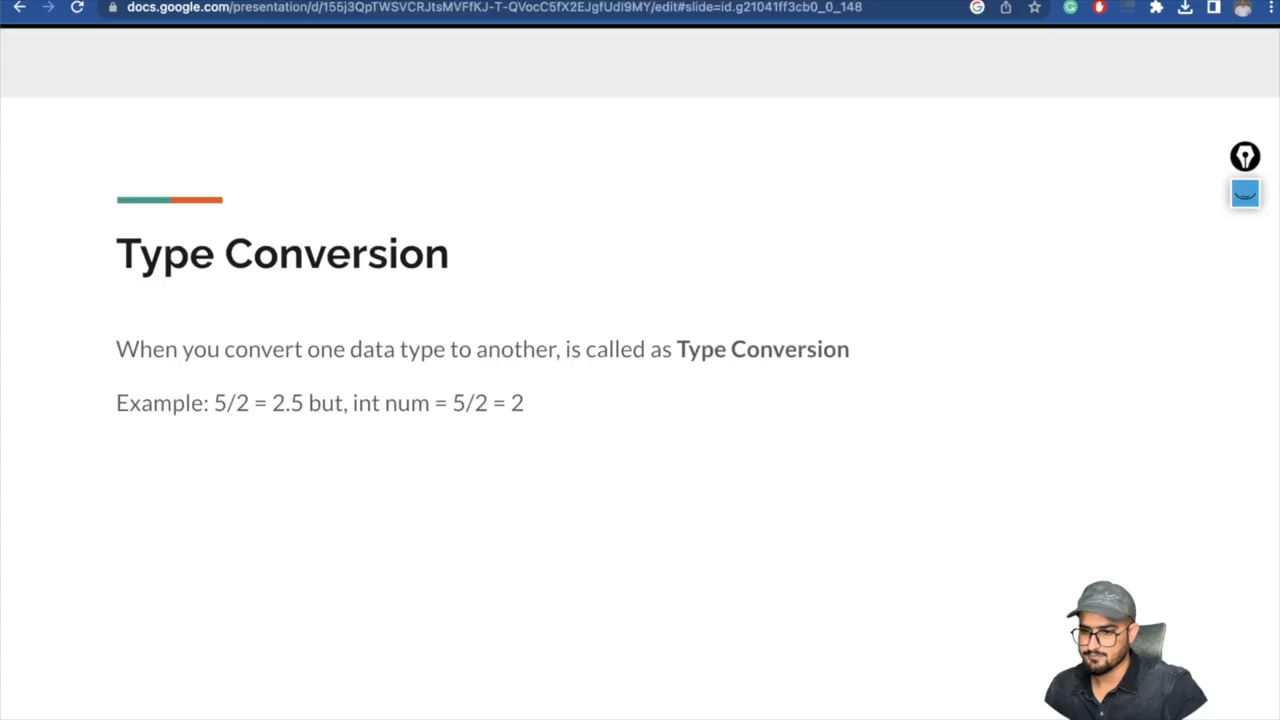 docs.google.com/presentation/d/155j3QpTWSVCRJtsMVFfKJ-T-QVocC5fX2EJgfUdI9MY/edit#slide=id.g21041ff3cb0_0_148
Type Conversion
When you convert one data type to another, is called as Type Conversion
Example: 5/2 = 2.5 but, int num = 5/2 = 2